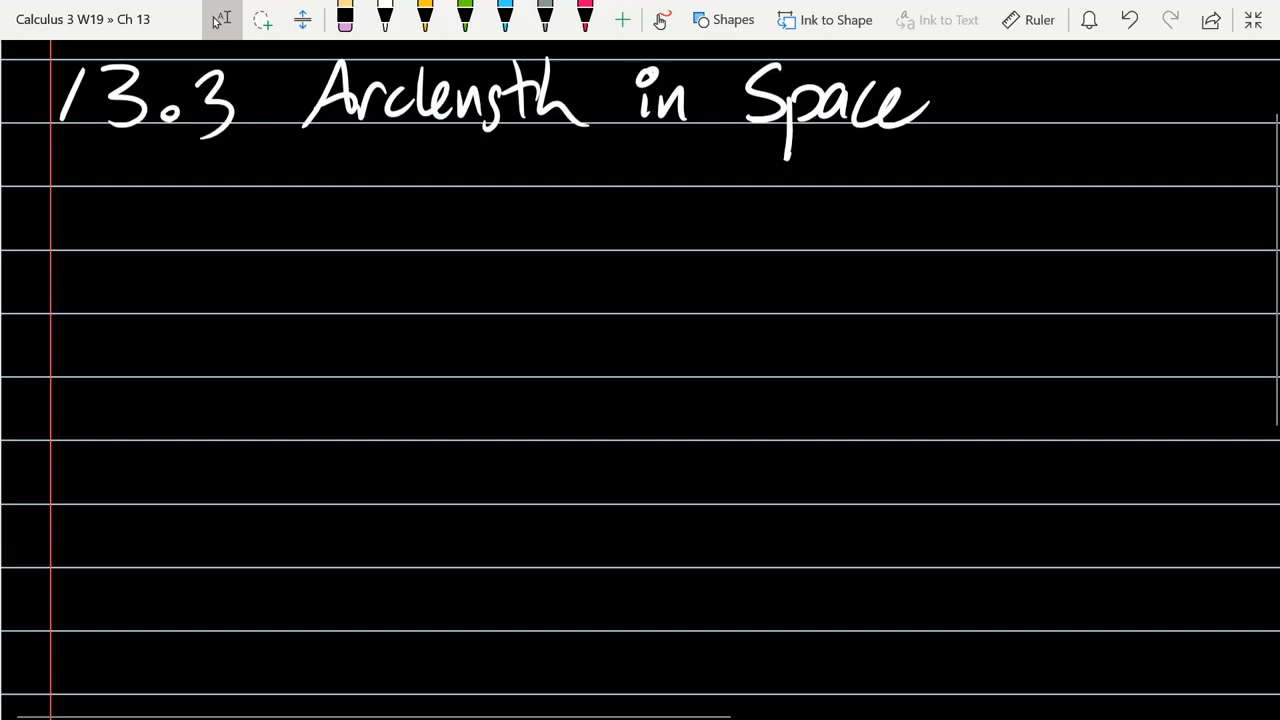 Calculus 3 W19 » Ch 13 Shapes Ink to Shape Ink to Text Ruler
13.3 Arclength in Space